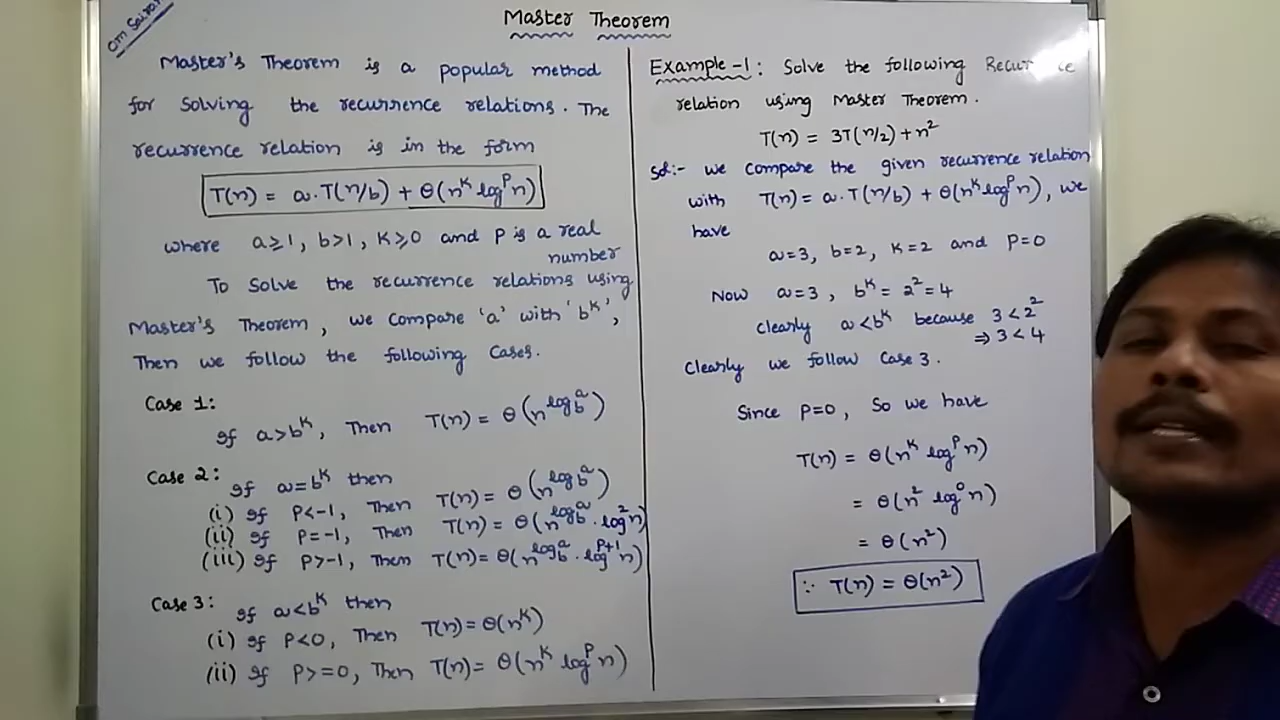 Om Sairam
Master Theorem
Master's Theorem is a popular method
for solving the recurrence relations. The
recurrence relation is in the form
T(n) = a.T(n/b) + θ(n^k log^p n)
where a≥1, b>1, k≥0 and p is a real
number
To Solve the recurrence relations using
Master's Theorem, we compare 'a' with 'b^k',
Then we follow the following Cases.
Case 1:
If a>b^k, Then T(n) = θ(n^log_b^a)
Case 2:
If a=b^k then
(i) If P<-1, Then T(n) = θ(n^log_b^a)
(ii) If P=-1, Then T(n) = θ(n^log_b^a . log^2 n)
(iii) If P>-1, Then T(n) = θ(n^log_b^a . log^p+1 n)
Case 3:
If a<b^k then
(i) If P<0, Then T(n) = θ(n^k)
(ii) If P>=0, Then T(n) = θ(n^k log^p n)
Example-1: Solve the following
relation using Master Theorem.
T(n) = 3T(n/2) + n^2
Sol:- we compare the given recurrence relation
with T(n) = a.T(n/b) + θ(n^k log^p n), we
have
a=3, b=2, k=2 and P=0
Now a=3, b^k = 2^2 = 4
clearly a<b^k because 3<2^2
⇒ 3<4
Clearly we follow Case 3.
Since P=0, So we have
T(n) = θ(n^k log^p n)
= θ(n^2 log^0 n)
= θ(n^2)
∵ T(n) = θ(n^2)